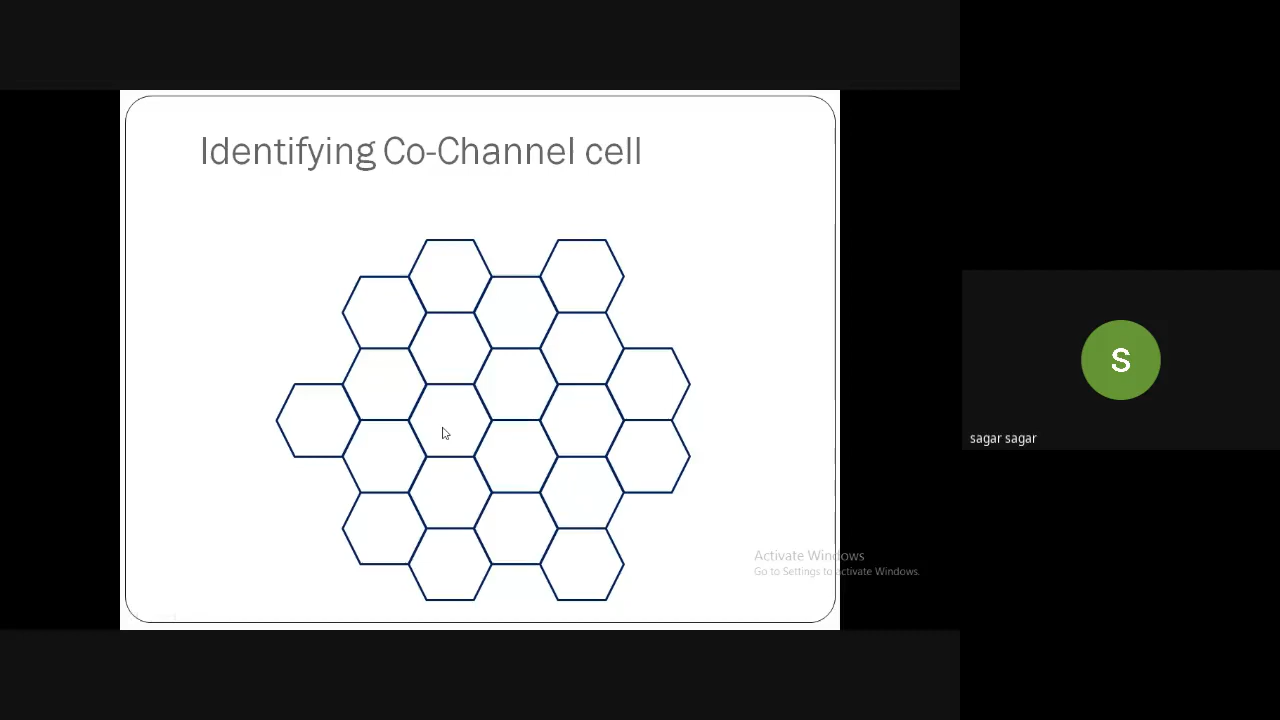 Identifying Co-Channel cell
S
sagar sagar
Activate Windows
Go to Settings to activate Windows.